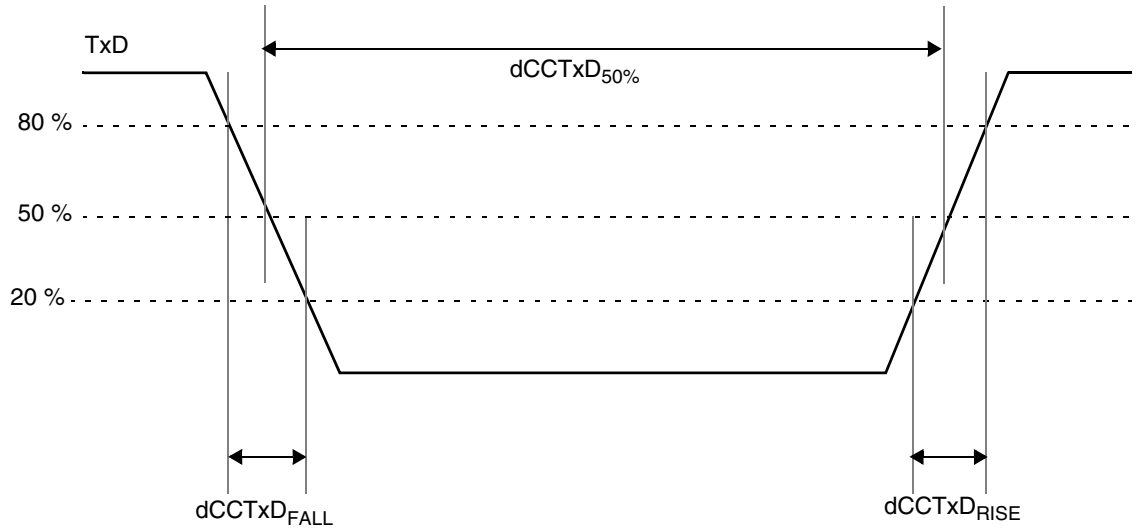 TxD
dCCTxD50%
80 %
50 %
20 %
dCCTxDFALL
dCCTxDRISE